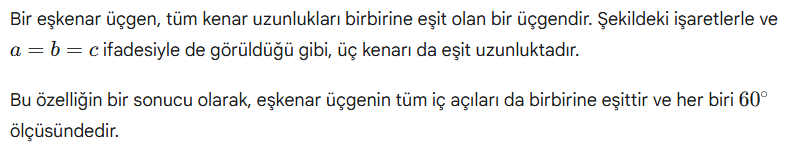 Bir eşkenar üçgen, tüm kenar uzunlukları birbirine eşit olan bir üçgendir. Şekildeki işaretlerle ve
a = b = c ifadesiyle de görüldüğü gibi, üç kenarı da eşit uzunluktadır.
Bu özelliğin bir sonucu olarak, eşkenar üçgenin tüm iç açıları da birbirine eşittir ve her biri 60°
ölçüsündedir.